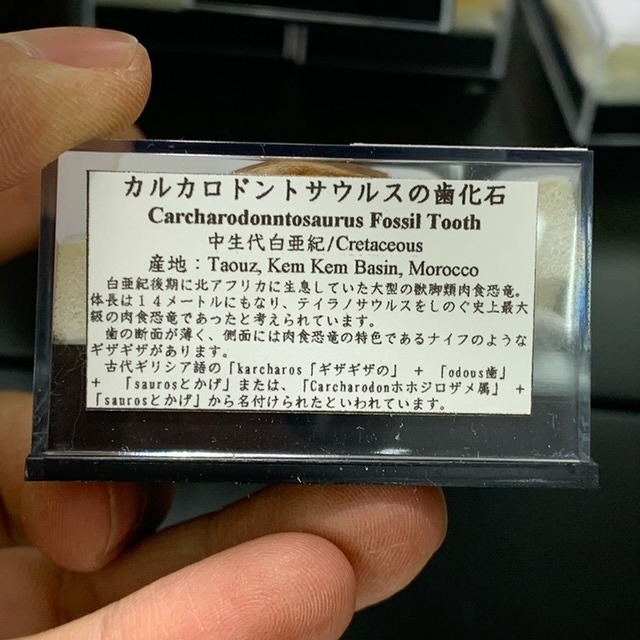 カルカロドントサウルスの歯化石
Carcharodonntosaurus Fossil Tooth
中生代白亜紀/Cretaceous
産地：Taouz, Kem Kem Basin, Morocco
白亜紀後期に北アフリカに生息していた大型の獣脚類肉食恐竜。
体長は１４メートルにもなり、テイラノサウルスをしのぐ史上最大
級の肉食恐竜であったと考えられています。
歯の断面が薄く、側面には肉食恐竜の特色であるナイフのような
ギザギザがあります。
古代ギリシア語の「karcharos「ギザギザの」 + 「odous歯」
+ 「saurosとかげ」または、「Carcharodonホホジロザメ属」 +
「saurosとかげ」から名付けられたといわれています。